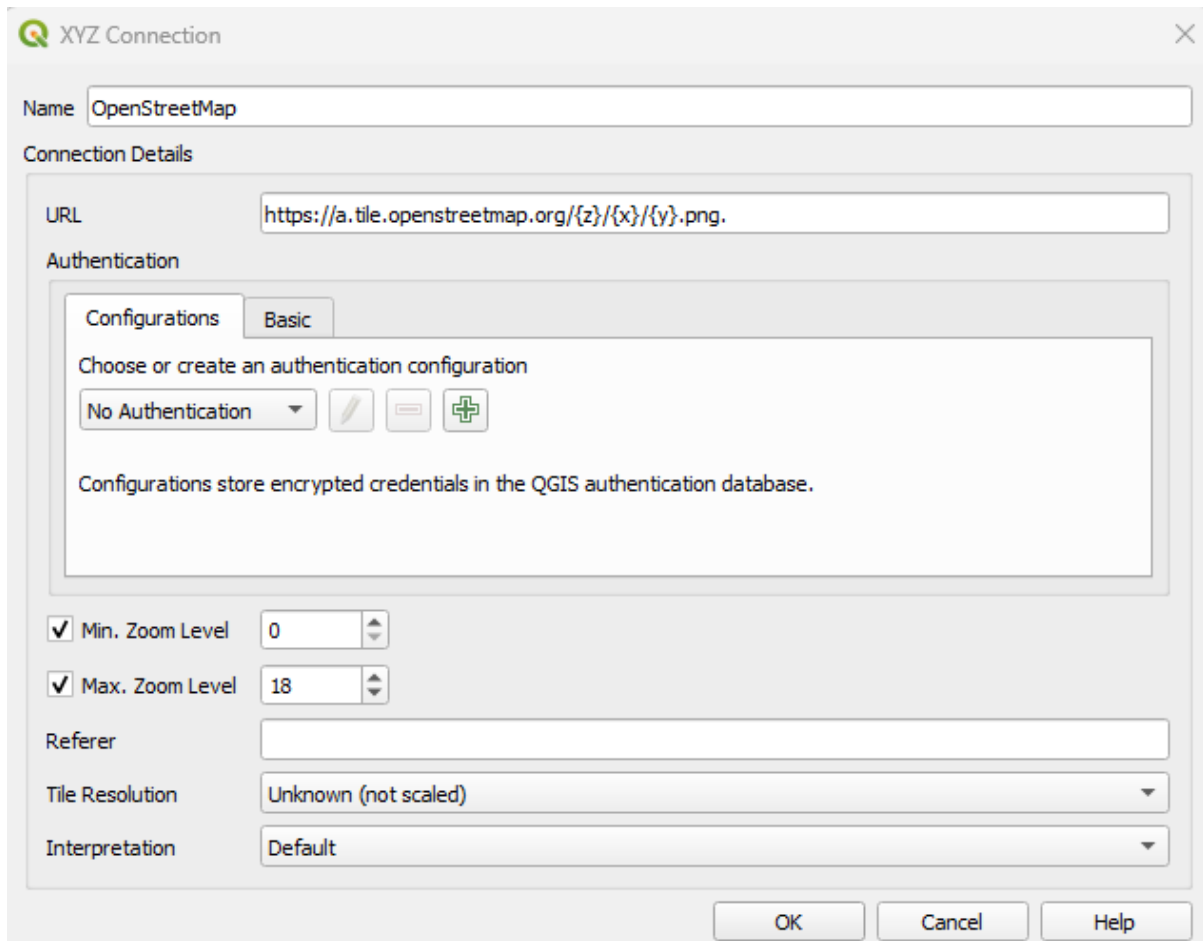 XYZ Connection
Name OpenStreetMap
Connection Details
URL https://a.tile.openstreetmap.org/{z}/{x}/{y}.png.
Authentication
Configurations Basic
Choose or create an authentication configuration
No Authentication
Configurations store encrypted credentials in the QGIS authentication database.
Min. Zoom Level 0
Max. Zoom Level 18
Referer
Tile Resolution Unknown (not scaled)
Interpretation Default
OK Cancel Help